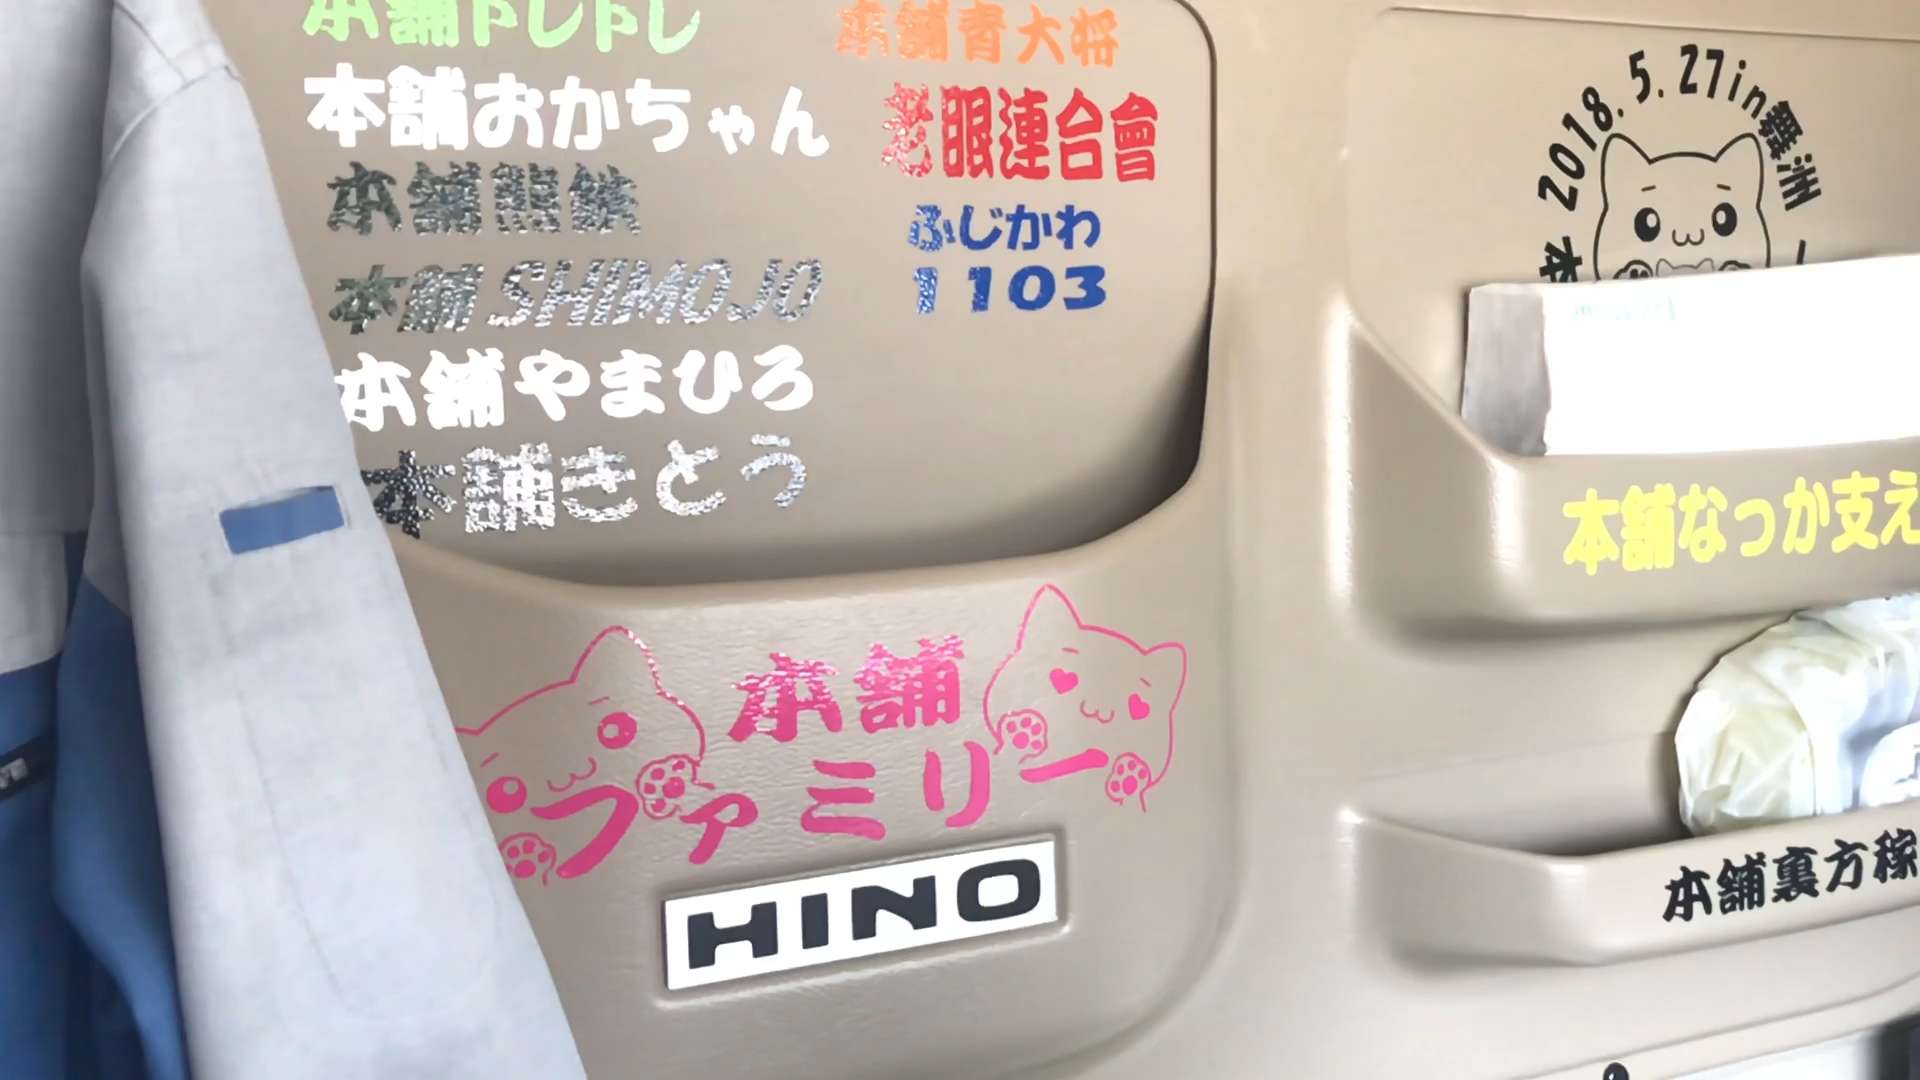 本舗トレトレ
本舗おかちゃん
本舗熊鉄
本舗SHIMOJO
本舗やまひろ
本舗きとう
本舗青大将
老眼連合會
ふじかわ
1103
本舗
ファミリー
HINO
2018.5.27in舞洲
本舗なっか支え
本舗裏方稼